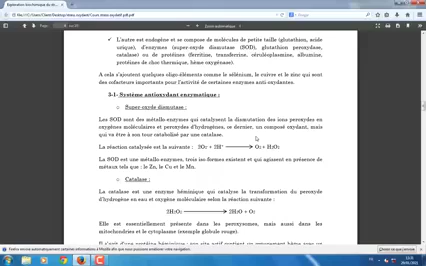 ✓ L'autre est endogène et se compose de molécules de petite taille (glutathion, acide
urique), d'enzymes (super-oxyde dismutase (SOD), glutathion peroxydase,
catalase) ou de protéines (ferritine, transferrine, céruléoplasmine, albumine,
protéines de choc thermique, hème oxygénase).
A cela s'ajoutent quelques oligo-éléments comme le sélénium, le cuivre et le zinc qui sont
des cofacteurs importants pour l'activité de certaines enzymes anti oxydantes.
3-1- Système antioxydant enzymatique :
o Super-oxyde dismutase :
Les SOD sont des métallo enzymes qui catalysent la dismutation des ions peroxydes en
oxygènes moléculaires et peroxydes d'hydrogènes, ce dernier, un composé oxydant, mais
qui va être à son tour catabolisé par une catalase.
La réaction catalysée est la suivante : 2O₂· + 2H⁺ ⟶ O₂ + H₂O₂
La SOD est une métallo enzymes, trois iso formes existent et qui agissent en présence de
métaux tels que : le Zn, le Cu et le Mn.
o Catalase :
La catalase est une enzyme héminique qui catalyse la transformation du peroxyde
d'hydrogène en eau et oxygène moléculaire selon la réaction suivante :
2H₂O₂ ⟶ 2H₂O + O₂
Elle est essentiellement présente dans les peroxysomes, mais aussi dans les
mitochondries et le cytoplasme (exemple globule rouge).